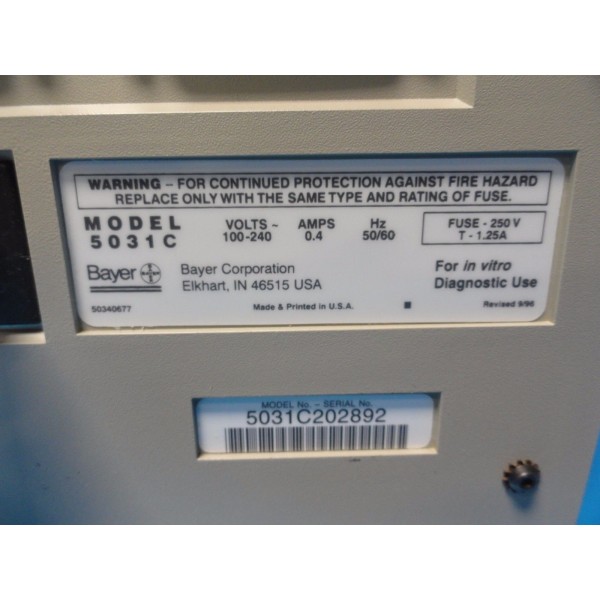 WARNING – FOR CONTINUED PROTECTION AGAINST FIRE HAZARD
REPLACE ONLY WITH THE SAME TYPE AND RATING OF FUSE.
MODEL
5031C
VOLTS ~
100-240
AMPS
0.4
Hz
50/60
FUSE - 250 V
T - 1.25A
Bayer
BAYER
Bayer Corporation
Elkhart, IN 46515 USA
For in vitro
Diagnostic Use
50340677
Made & Printed in U.S.A.
Revised 9/96
MODEL No. – SERIAL No.
5031C202892